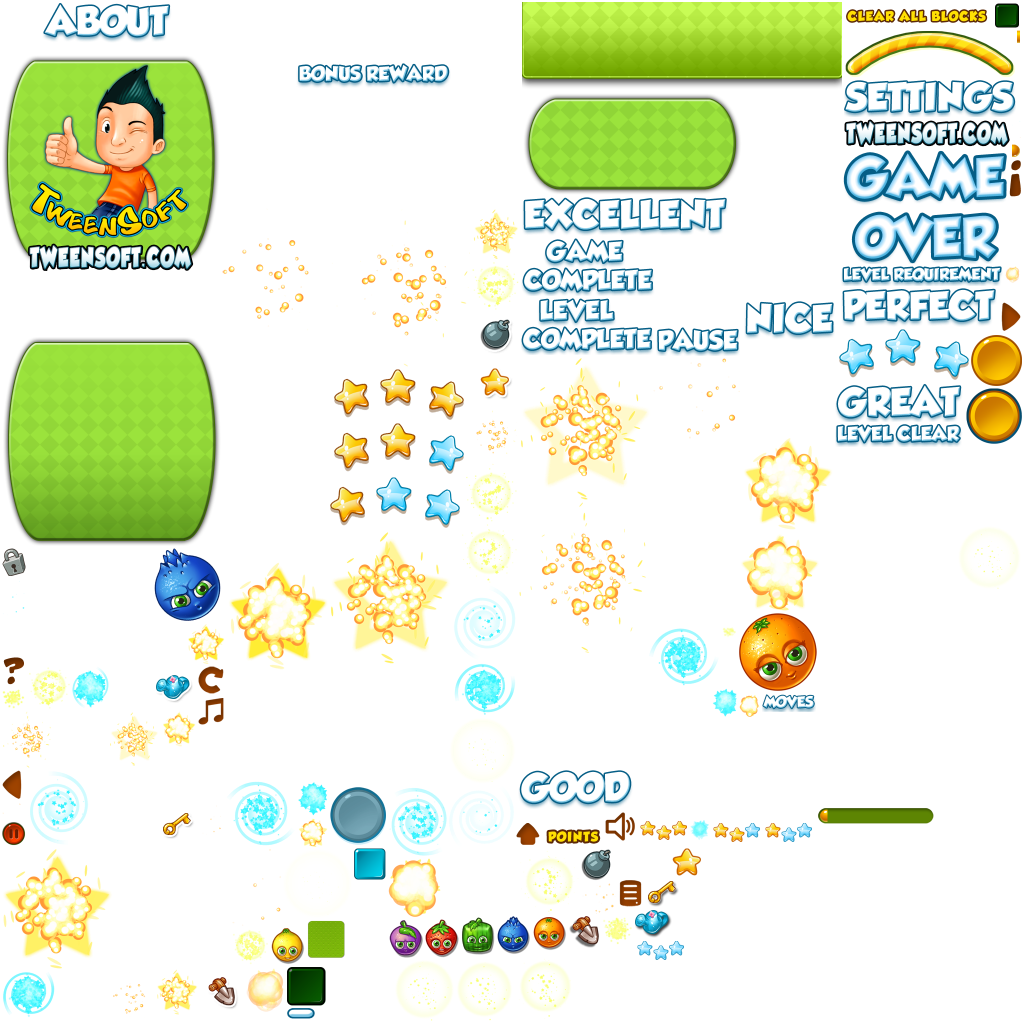 ABOUT
CLEAR ALL BLOCKS
BONUS REWARD
SETTINGS
TWEENSOFT.COM
GAME
OVER
TWEENSOFT
TWEENSOFT.COM
EXCELLENT
GAME
COMPLETE
LEVEL
COMPLETE
PAUSE
NICE
LEVEL REQUIREMENT
PERFECT
GREAT
LEVEL CLEAR
?
MOVES
GOOD
POINTS